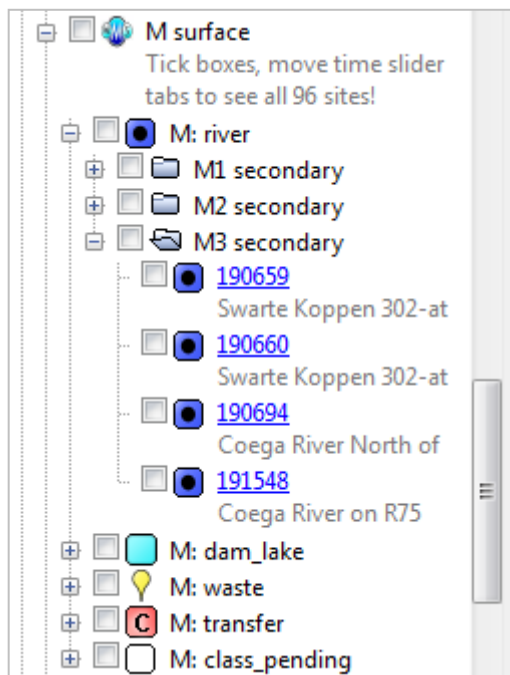 M surface
Tick boxes, move time slider
tabs to see all 96 sites!
M: river
M1 secondary
M2 secondary
M3 secondary
190659
Swarte Koppen 302-at
190660
Swarte Koppen 302-at
190694
Coega River North of
191548
Coega River on R75
M: dam_lake
M: waste
C M: transfer
M: class_pending